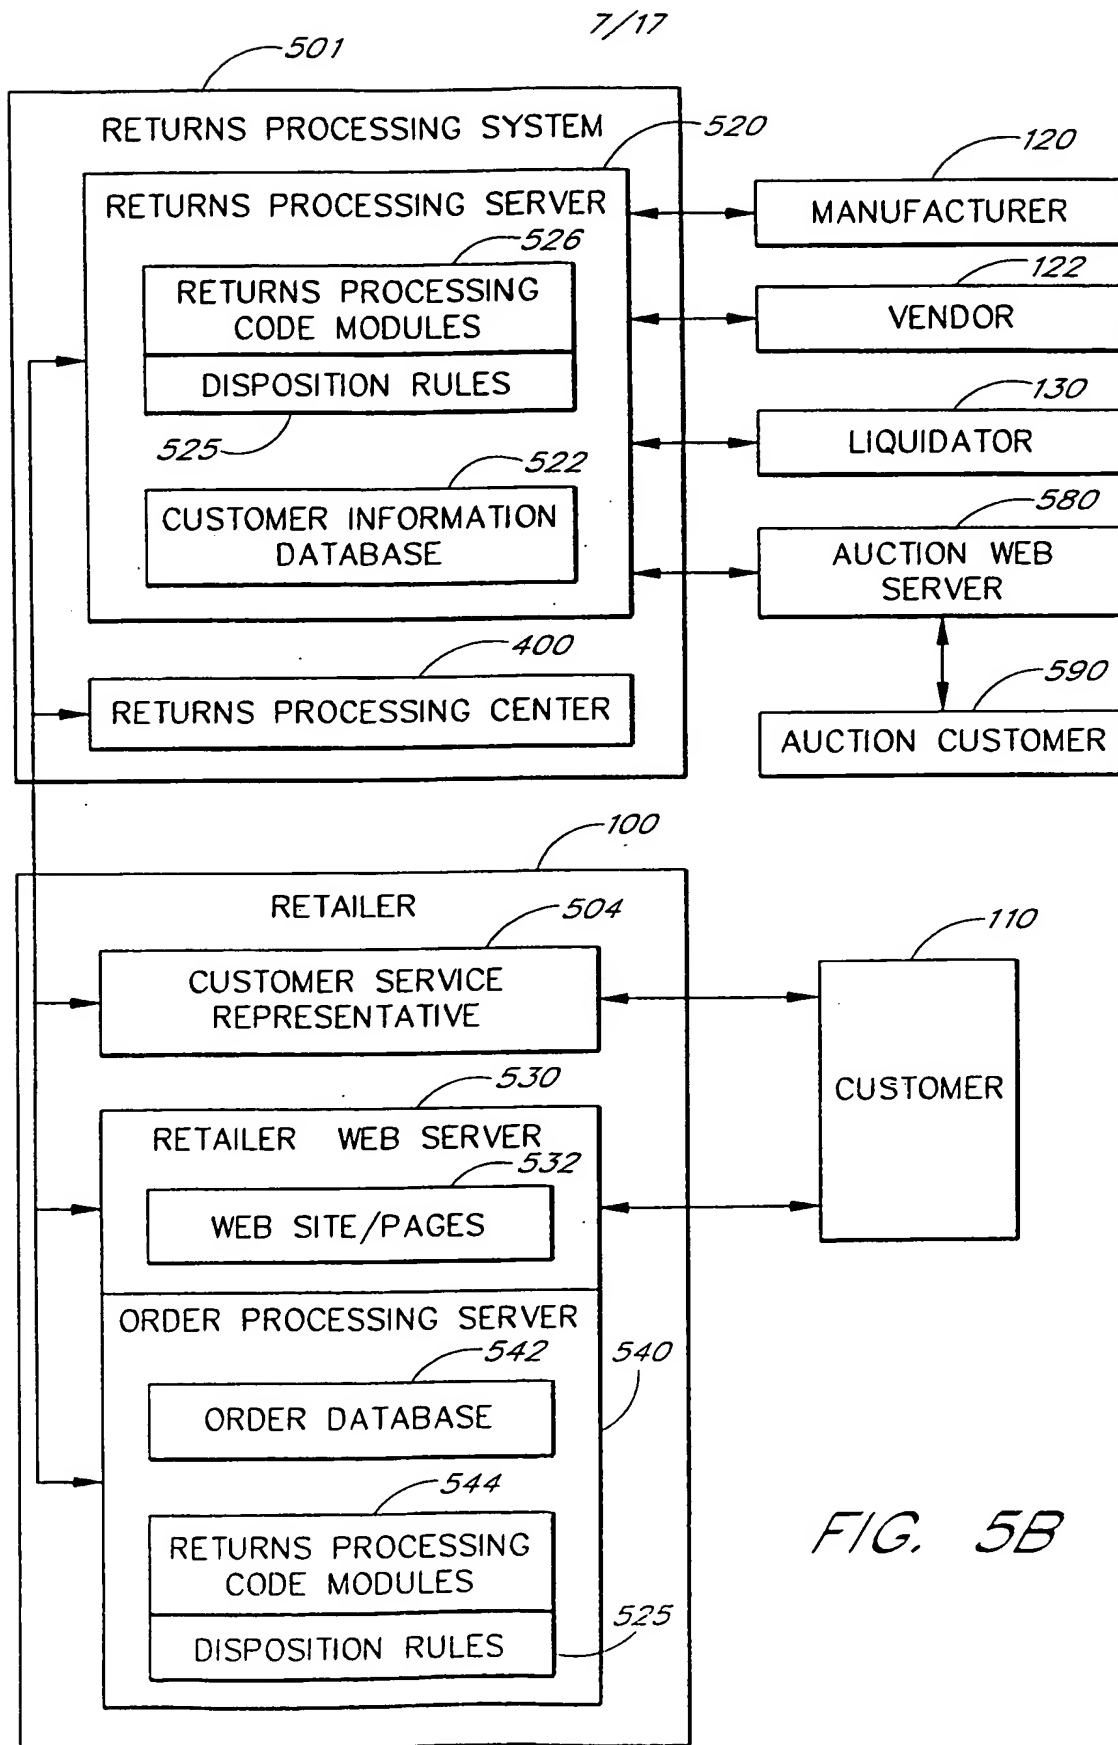 7/17
501
RETURNS PROCESSING SYSTEM
520
RETURNS PROCESSING SERVER
526
RETURNS PROCESSING
CODE MODULES
DISPOSITION RULES
525
522
CUSTOMER INFORMATION
DATABASE
400
RETURNS PROCESSING CENTER
120
MANUFACTURER
122
VENDOR
130
LIQUIDATOR
580
AUCTION WEB
SERVER
590
AUCTION CUSTOMER
100
RETAILER
504
CUSTOMER SERVICE
REPRESENTATIVE
110
CUSTOMER
530
RETAILER WEB SERVER
532
WEB SITE/PAGES
ORDER PROCESSING SERVER
542
540
ORDER DATABASE
544
RETURNS PROCESSING
CODE MODULES
525
DISPOSITION RULES
FIG. 5B